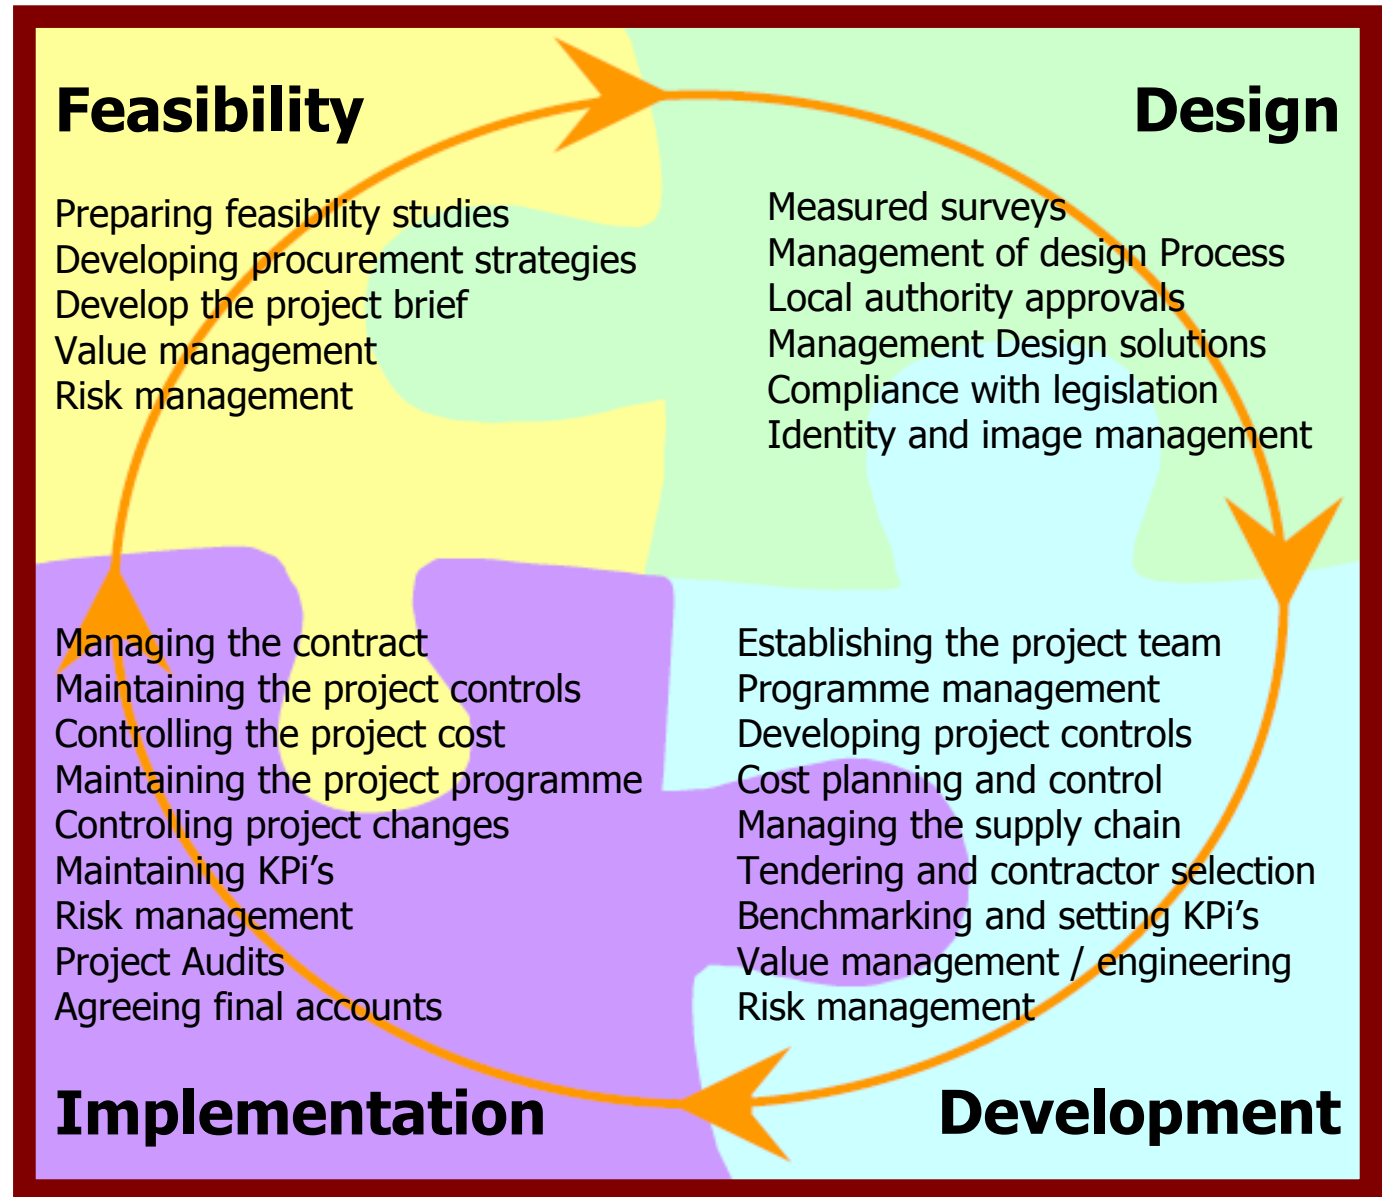 Feasibility
Preparing feasibility studies
Developing procurement strategies
Develop the project brief
Value management
Risk management
Design
Measured surveys
Management of design Process
Local authority approvals
Management Design solutions
Compliance with legislation
Identity and image management
Managing the contract
Maintaining the project controls
Controlling the project cost
Maintaining the project programme
Controlling project changes
Maintaining KPi’s
Risk management
Project Audits
Agreeing final accounts
Implementation
Establishing the project team
Programme management
Developing project controls
Cost planning and control
Managing the supply chain
Tendering and contractor selection
Benchmarking and setting KPi’s
Value management / engineering
Risk management
Development